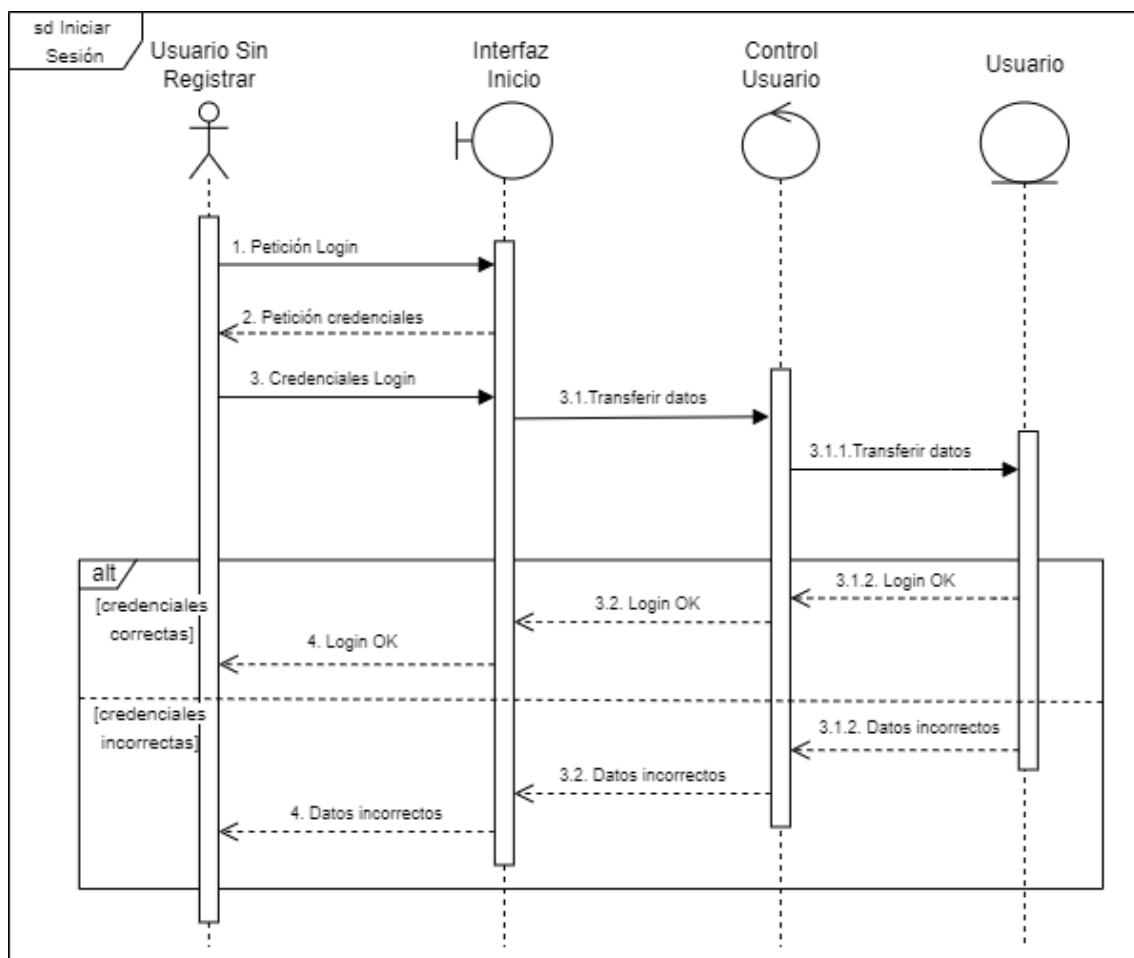 sd Iniciar
Sesión
Usuario Sin
Registrar
Interfaz
Inicio
Control
Usuario
Usuario
1. Petición Login
2. Petición credenciales
3. Credenciales Login
3.1.Transferir datos
3.1.1.Transferir datos
alt
[credenciales
correctas]
3.1.2. Login OK
3.2. Login OK
4. Login OK
[credenciales
incorrectas]
3.1.2. Datos incorrectos
3.2. Datos incorrectos
4. Datos incorrectos